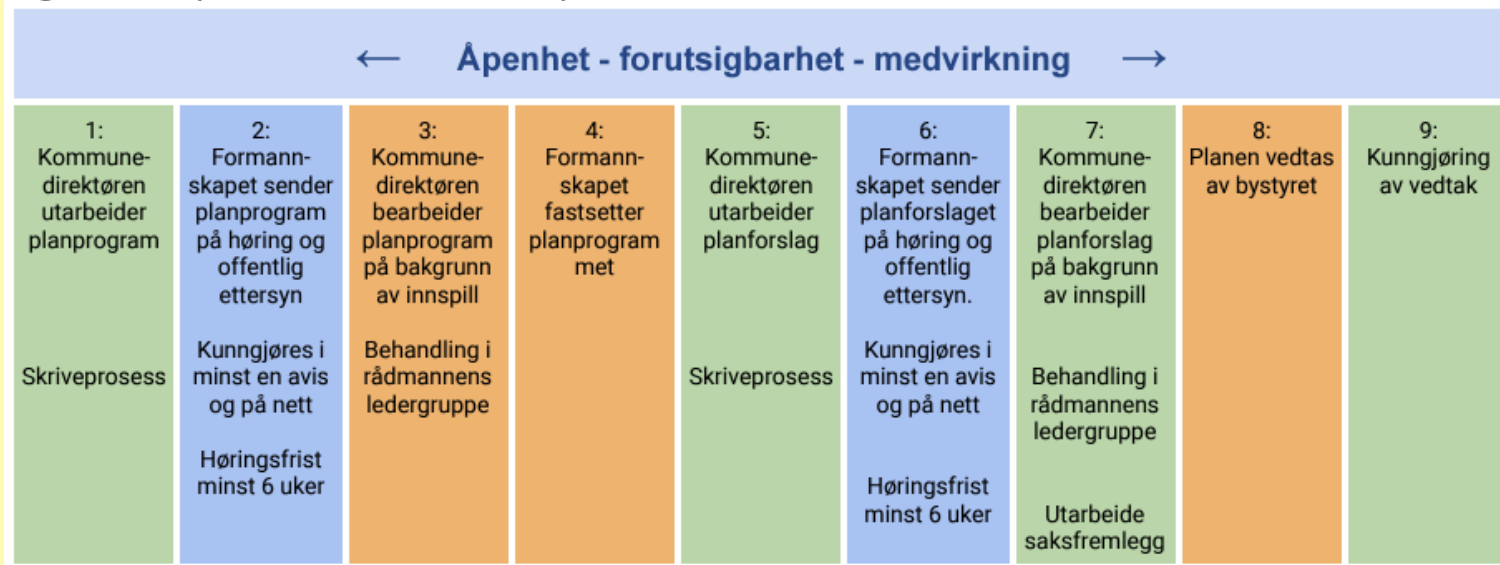 ← Åpenhet - forutsigbarhet - medvirkning →
1:
Kommune-
direktøren
utarbeider
planprogram
Skriveprosess
2:
Formann-
skapet sender
planprogram
på høring og
offentlig
ettersyn
Kunngjøres i
minst en avis
og på nett
Høringsfrist
minst 6 uker
3:
Kommune-
direktøren
bearbeider
planprogram
på bakgrunn
av innspill
Behandling i
rådmannens
ledergruppe
4:
Formann-
skapet
fastsetter
planprogram
met
5:
Kommune-
direktøren
utarbeider
planforslag
Skriveprosess
6:
Formann-
skapet sender
planforslaget
på høring og
offentlig
ettersyn.
Kunngjøres i
minst en avis
og på nett
Høringsfrist
minst 6 uker
7:
Kommune-
direktøren
bearbeider
planforslag
på bakgrunn
av innspill
Behandling i
rådmannens
ledergruppe
Utarbeide
saksfremlegg
8:
Planen vedtas
av bystyret
9:
Kunngjøring
av vedtak